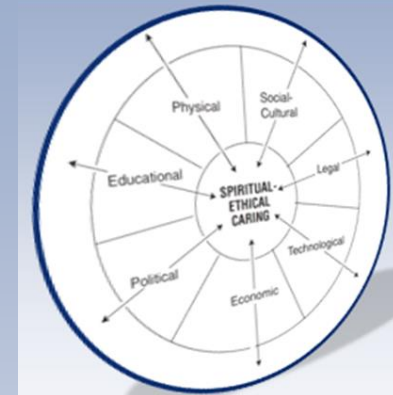 Physical
Social-
Cultural
Legal
Technological
Economic
Political
Educational
SPIRITUAL-
ETHICAL
CARING